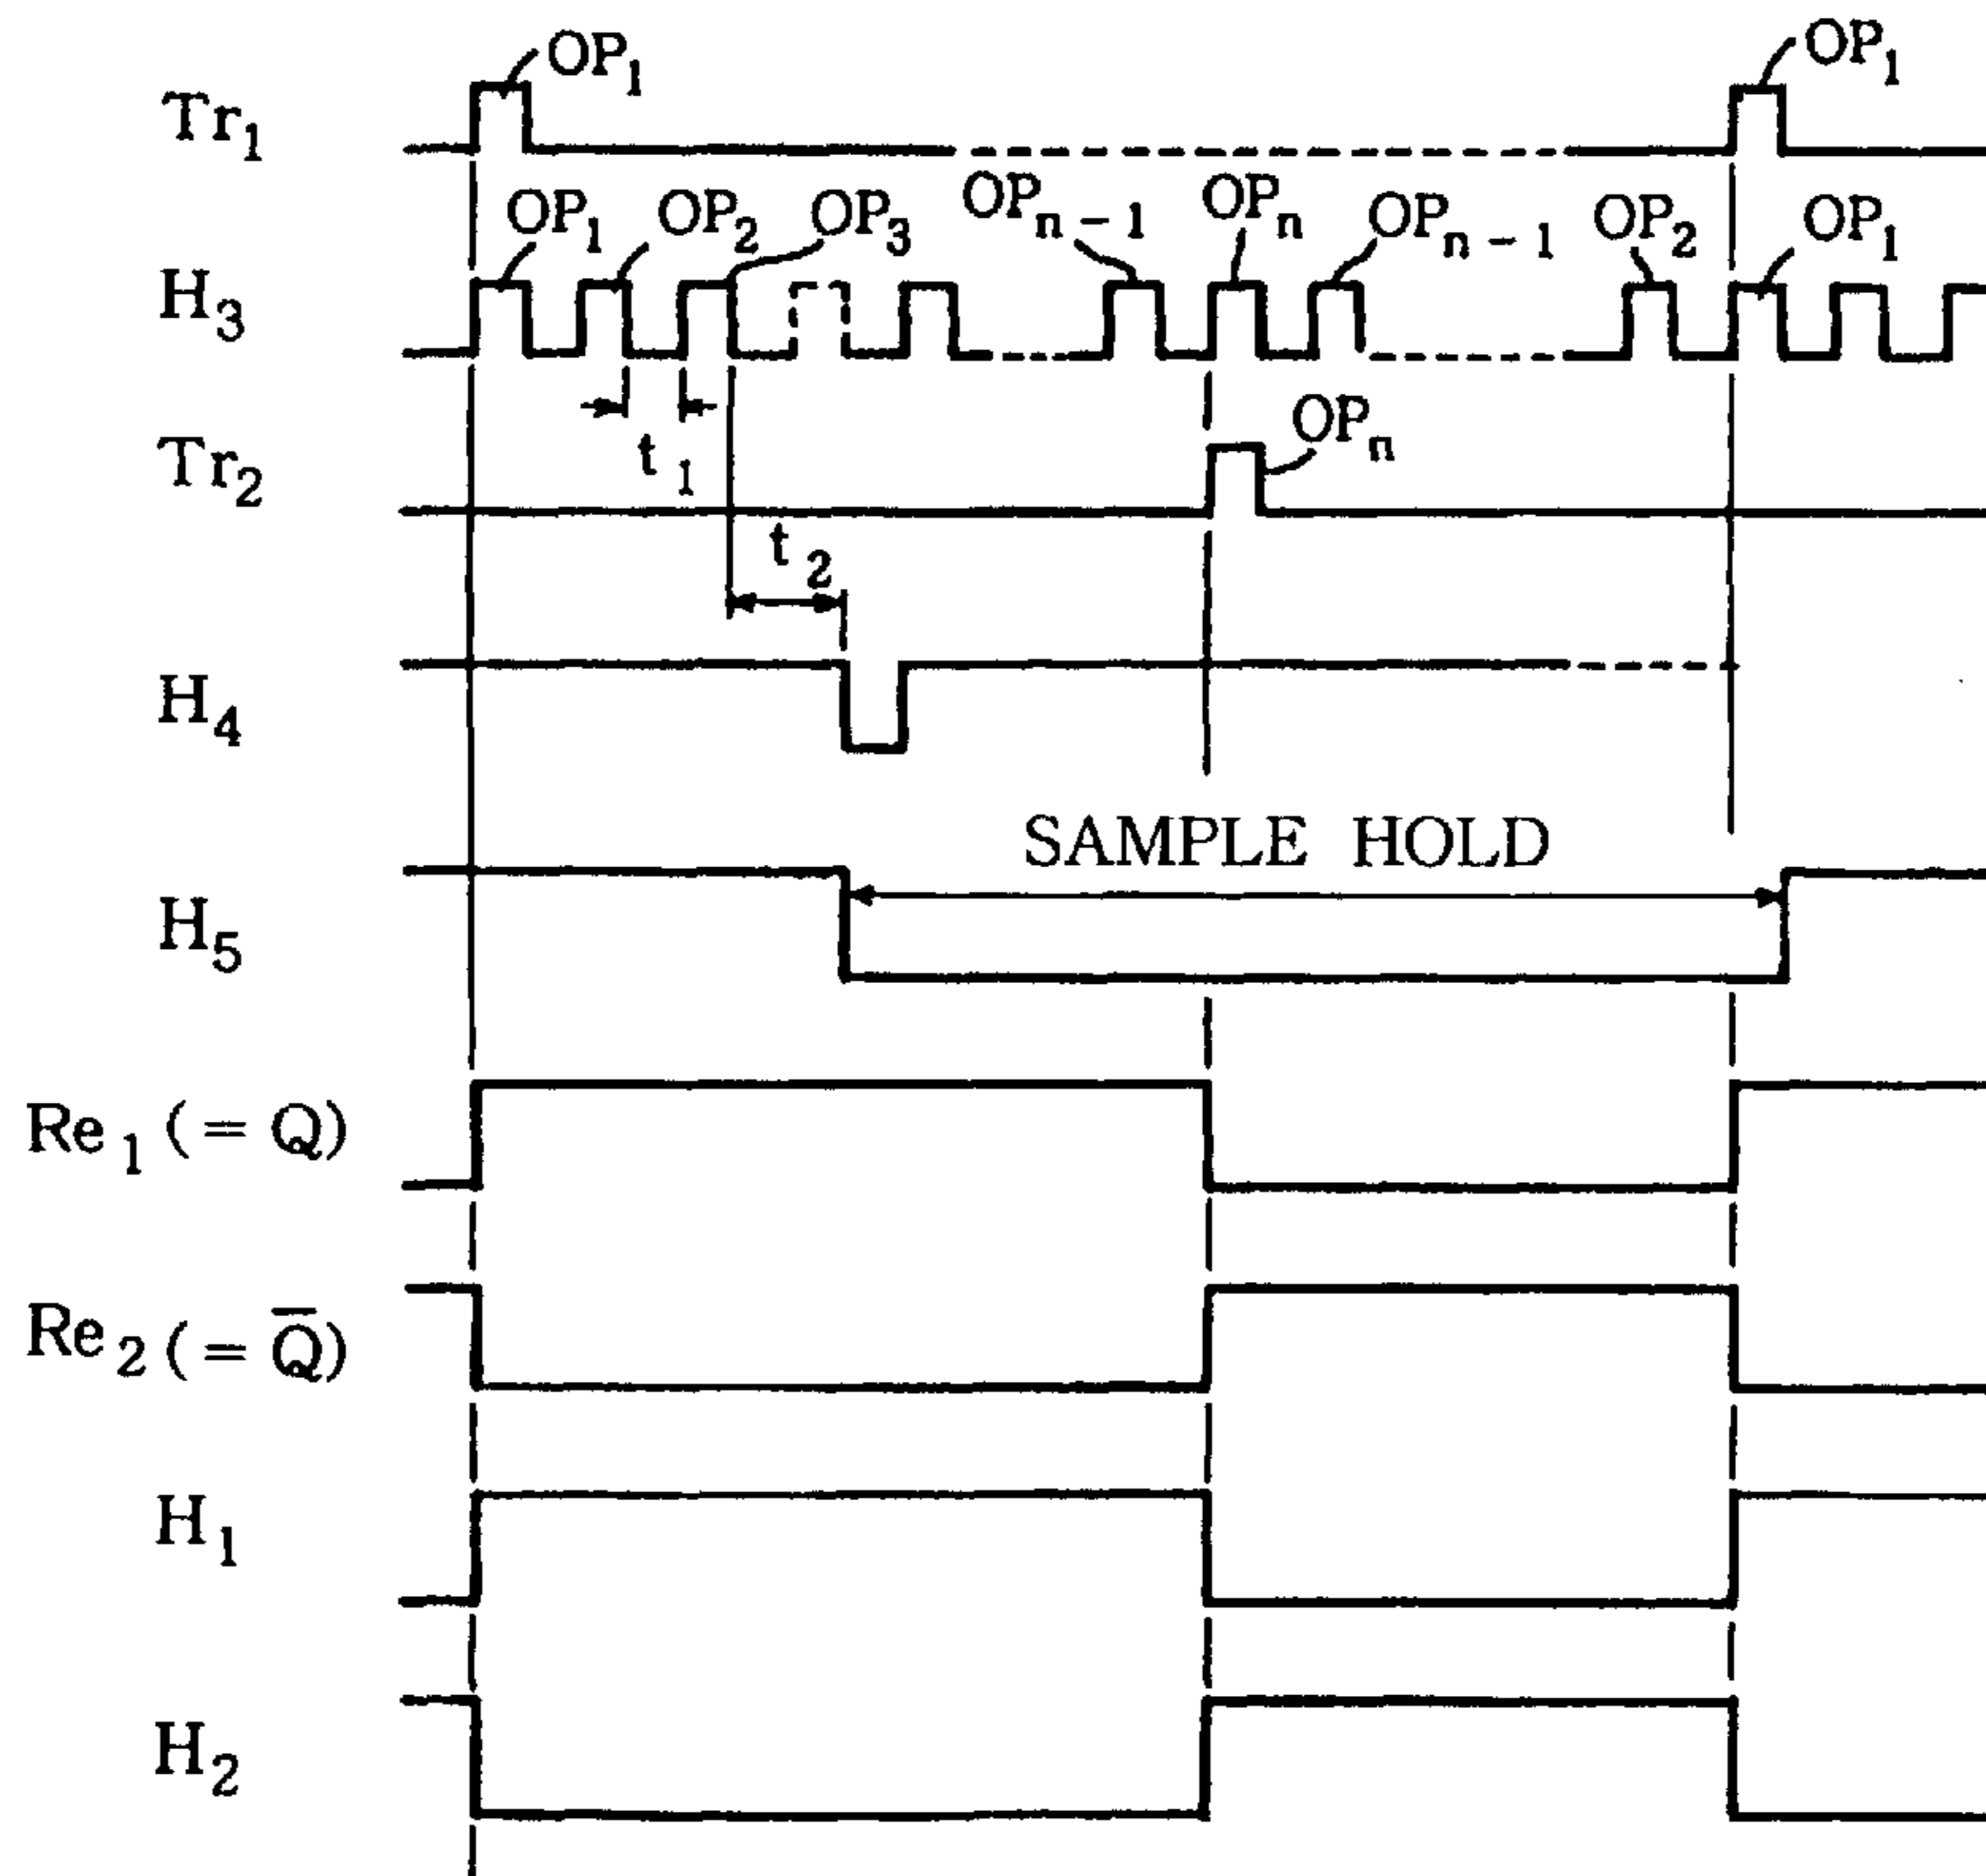 OP₁ OP₁
Tr₁
OP₁ OP₂ OP₃ OPₙ₋₁ OPₙ OPₙ₋₁ OP₂ OP₁
H₃
OPₙ
t₁
Tr₂
t₂
H₄
SAMPLE HOLD
H₅
Re₁ (= Q)
Re₂ (= Q̅)
H₁
H₂